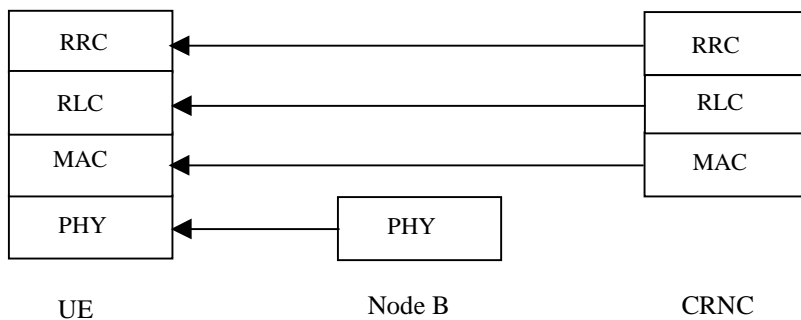 RRC RRC
RLC RLC
MAC MAC
PHY PHY
UE Node B CRNC